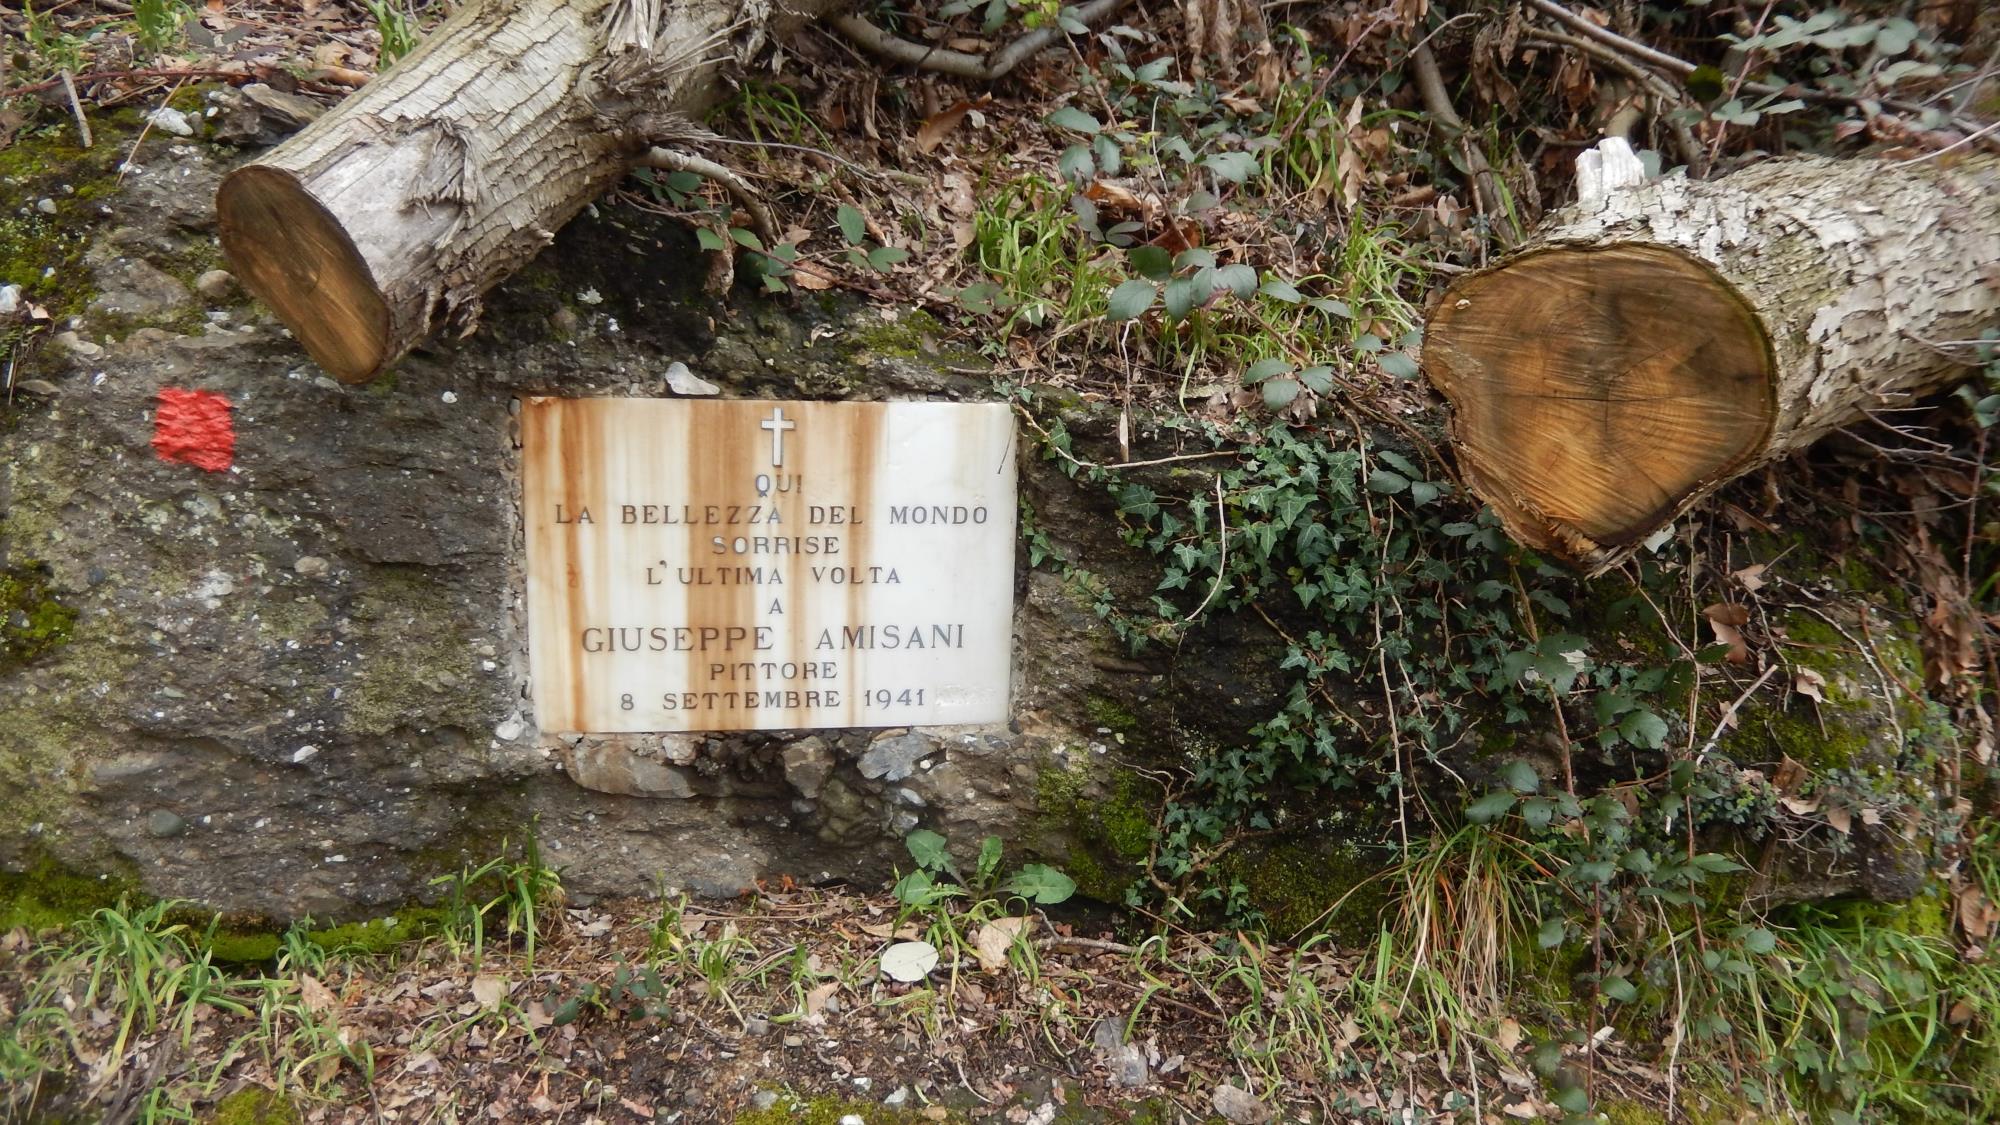 QUI
LA BELLEZZA DEL MONDO
SORRISE
L'ULTIMA VOLTA
A
GIUSEPPE AMISANI
PITTORE
8 SETTEMBRE 1941